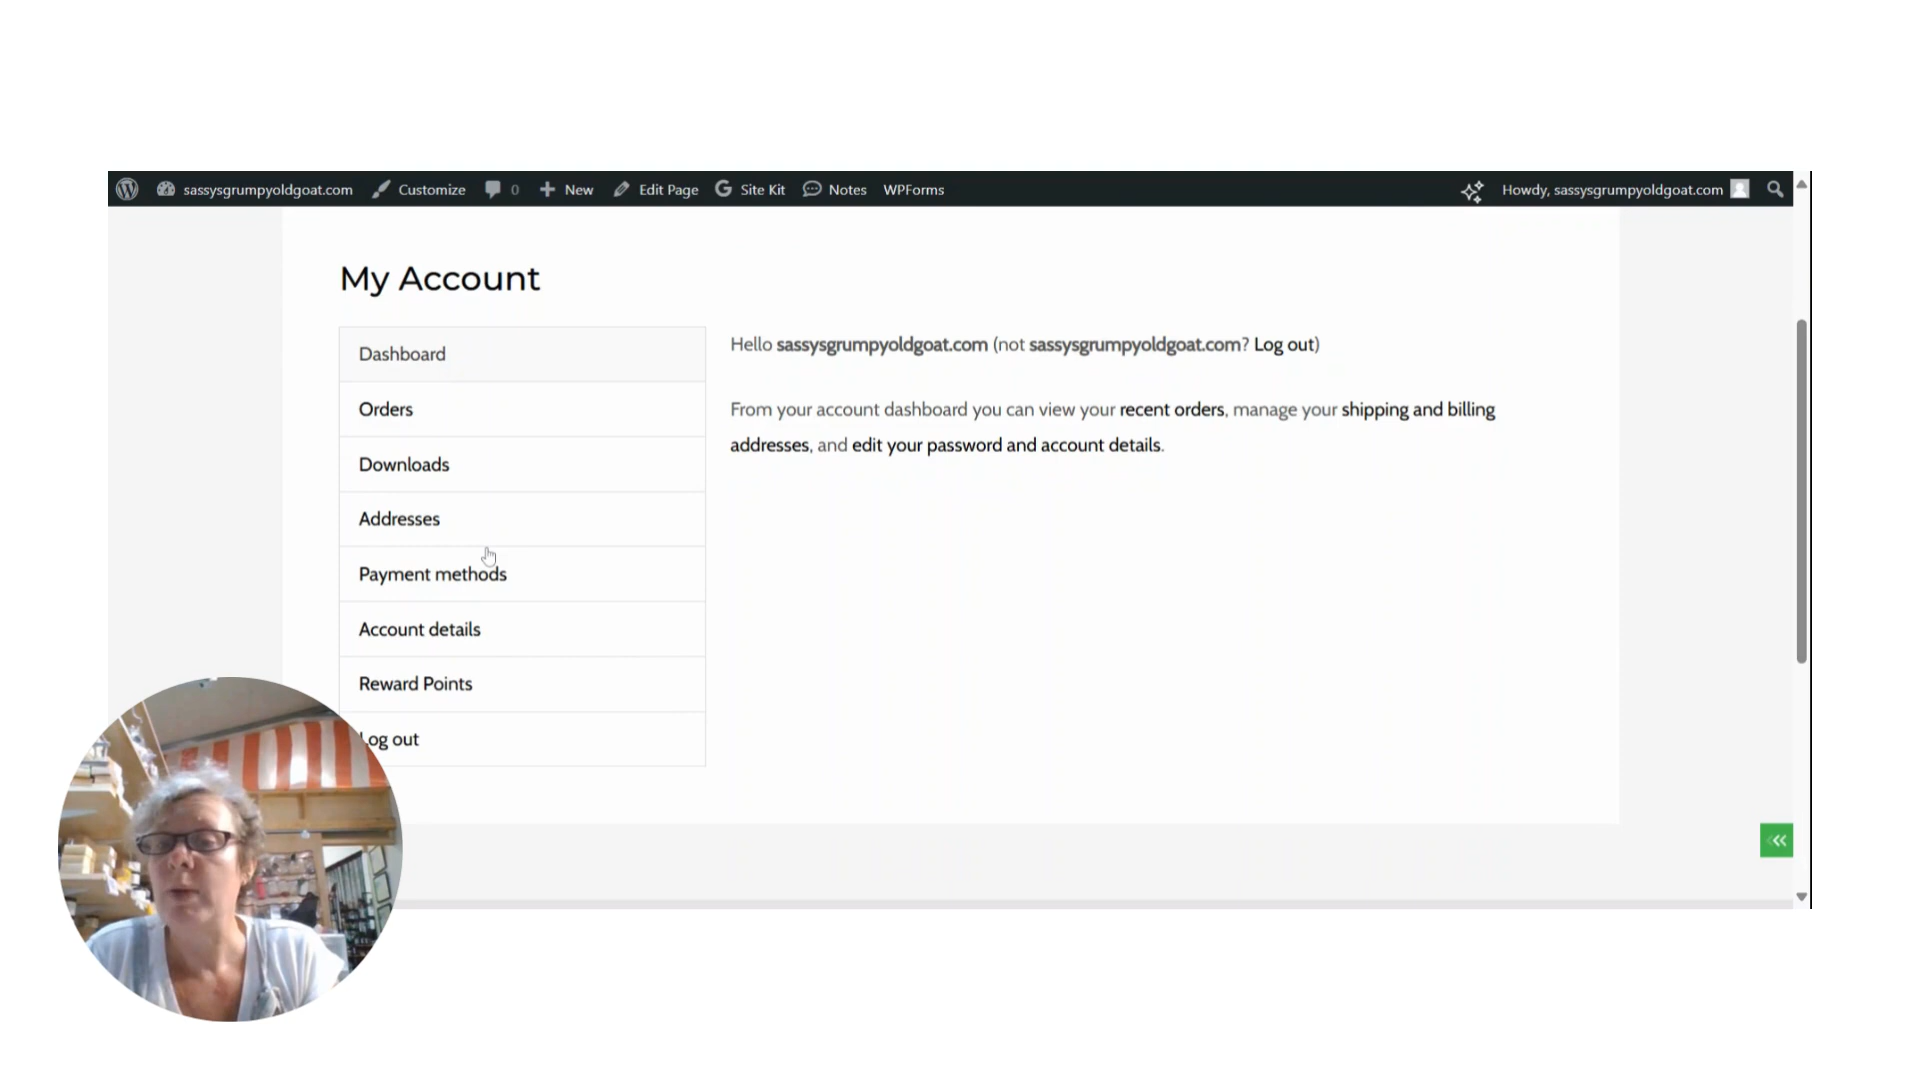 sassysgrumpyoldgoat.com Customize 0 New Edit Page Site Kit Notes WPForms Howdy, sassysgrumpyoldgoat.com
My Account
Dashboard
Orders
Downloads
Addresses
Payment methods
Account details
Reward Points
Log out
Hello sassysgrumpyoldgoat.com (not sassysgrumpyoldgoat.com? Log out)
From your account dashboard you can view your recent orders, manage your shipping and billing
addresses, and edit your password and account details.